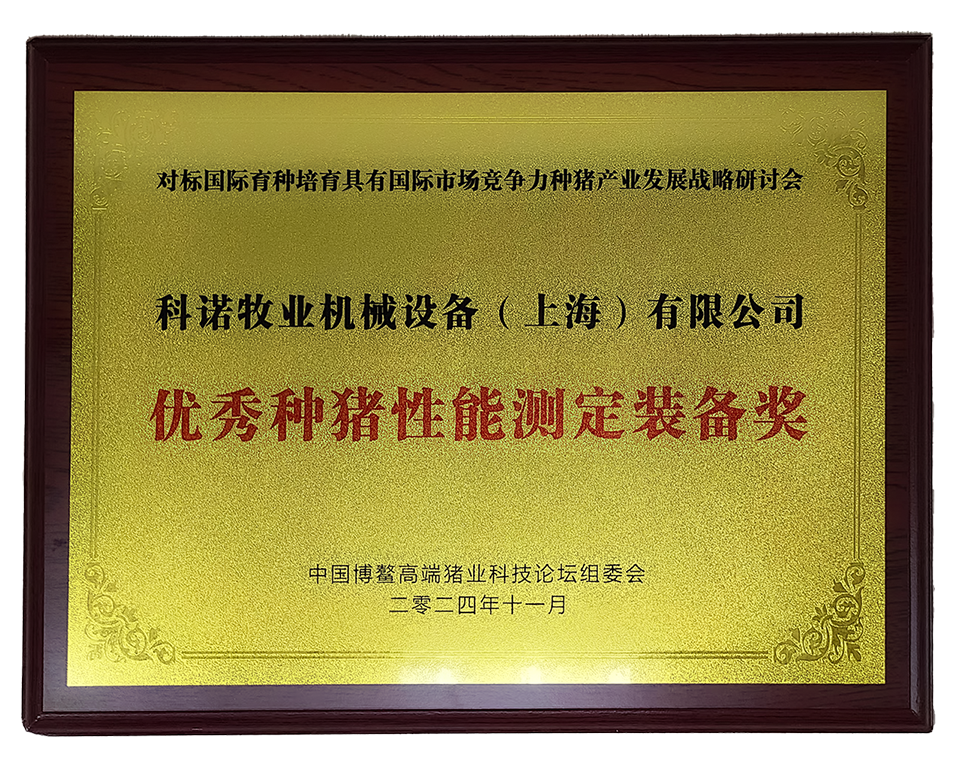 对标国际育种培育具有国际市场竞争力种猪产业发展战略研讨会
科诺牧业机械设备（上海）有限公司
优秀种猪性能测定装备奖
中国博鳌高端猪业科技论坛组委会
二零二四年十一月